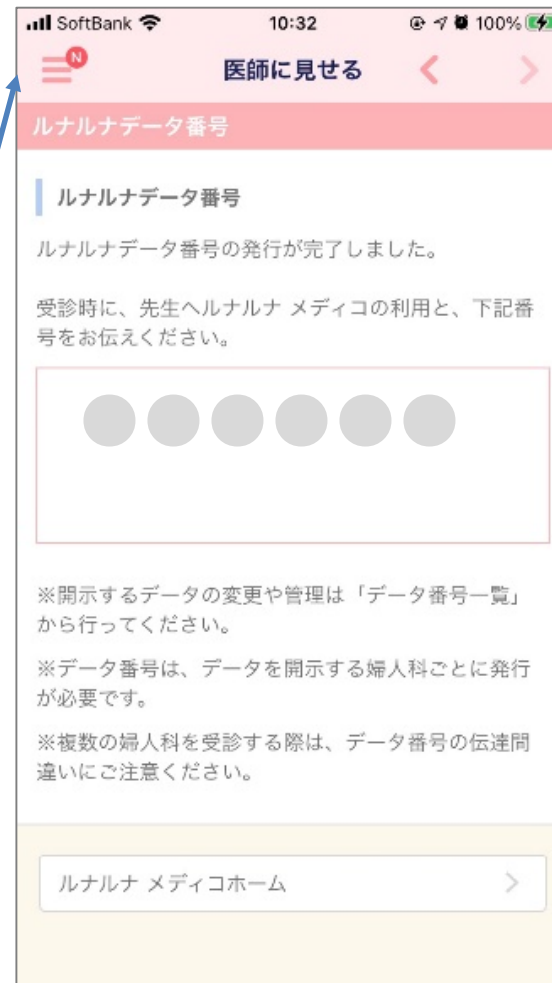 SoftBank 10:32 100%
N
医師に見せる
ルナルナデータ番号
ルナルナデータ番号
ルナルナデータ番号の発行が完了しました。
受診時に、先生へルナルナ メディコの利用と、下記番
号をお伝えください。
※開示するデータの変更や管理は「データ番号一覧」
から行ってください。
※データ番号は、データを開示する婦人科ごとに発行
が必要です。
※複数の婦人科を受診する際は、データ番号の伝達間
違いにご注意ください。
ルナルナ メディコホーム